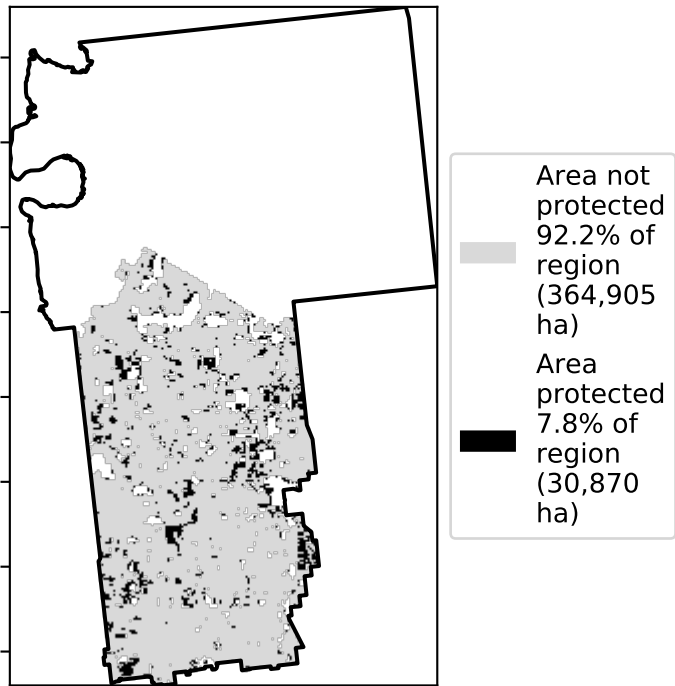 Area not
protected
92.2% of
region
(364,905
ha)
Area
protected
7.8% of
region
(30,870
ha)